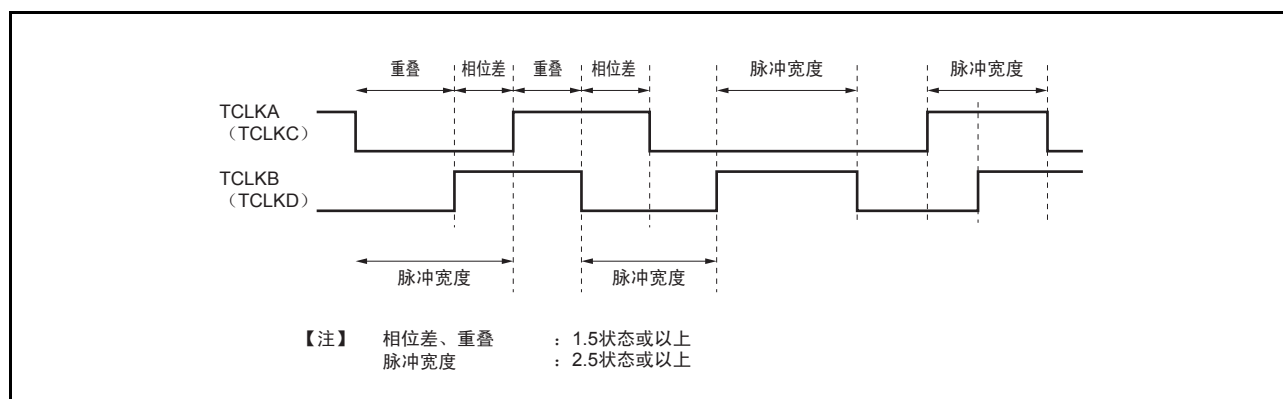 重叠 相位差 重叠 相位差 脉冲宽度 脉冲宽度
TCLKA
（TCLKC）
TCLKB
（TCLKD）
脉冲宽度 脉冲宽度
【注】 相位差、重叠 ：1.5状态或以上
脉冲宽度 ：2.5状态或以上